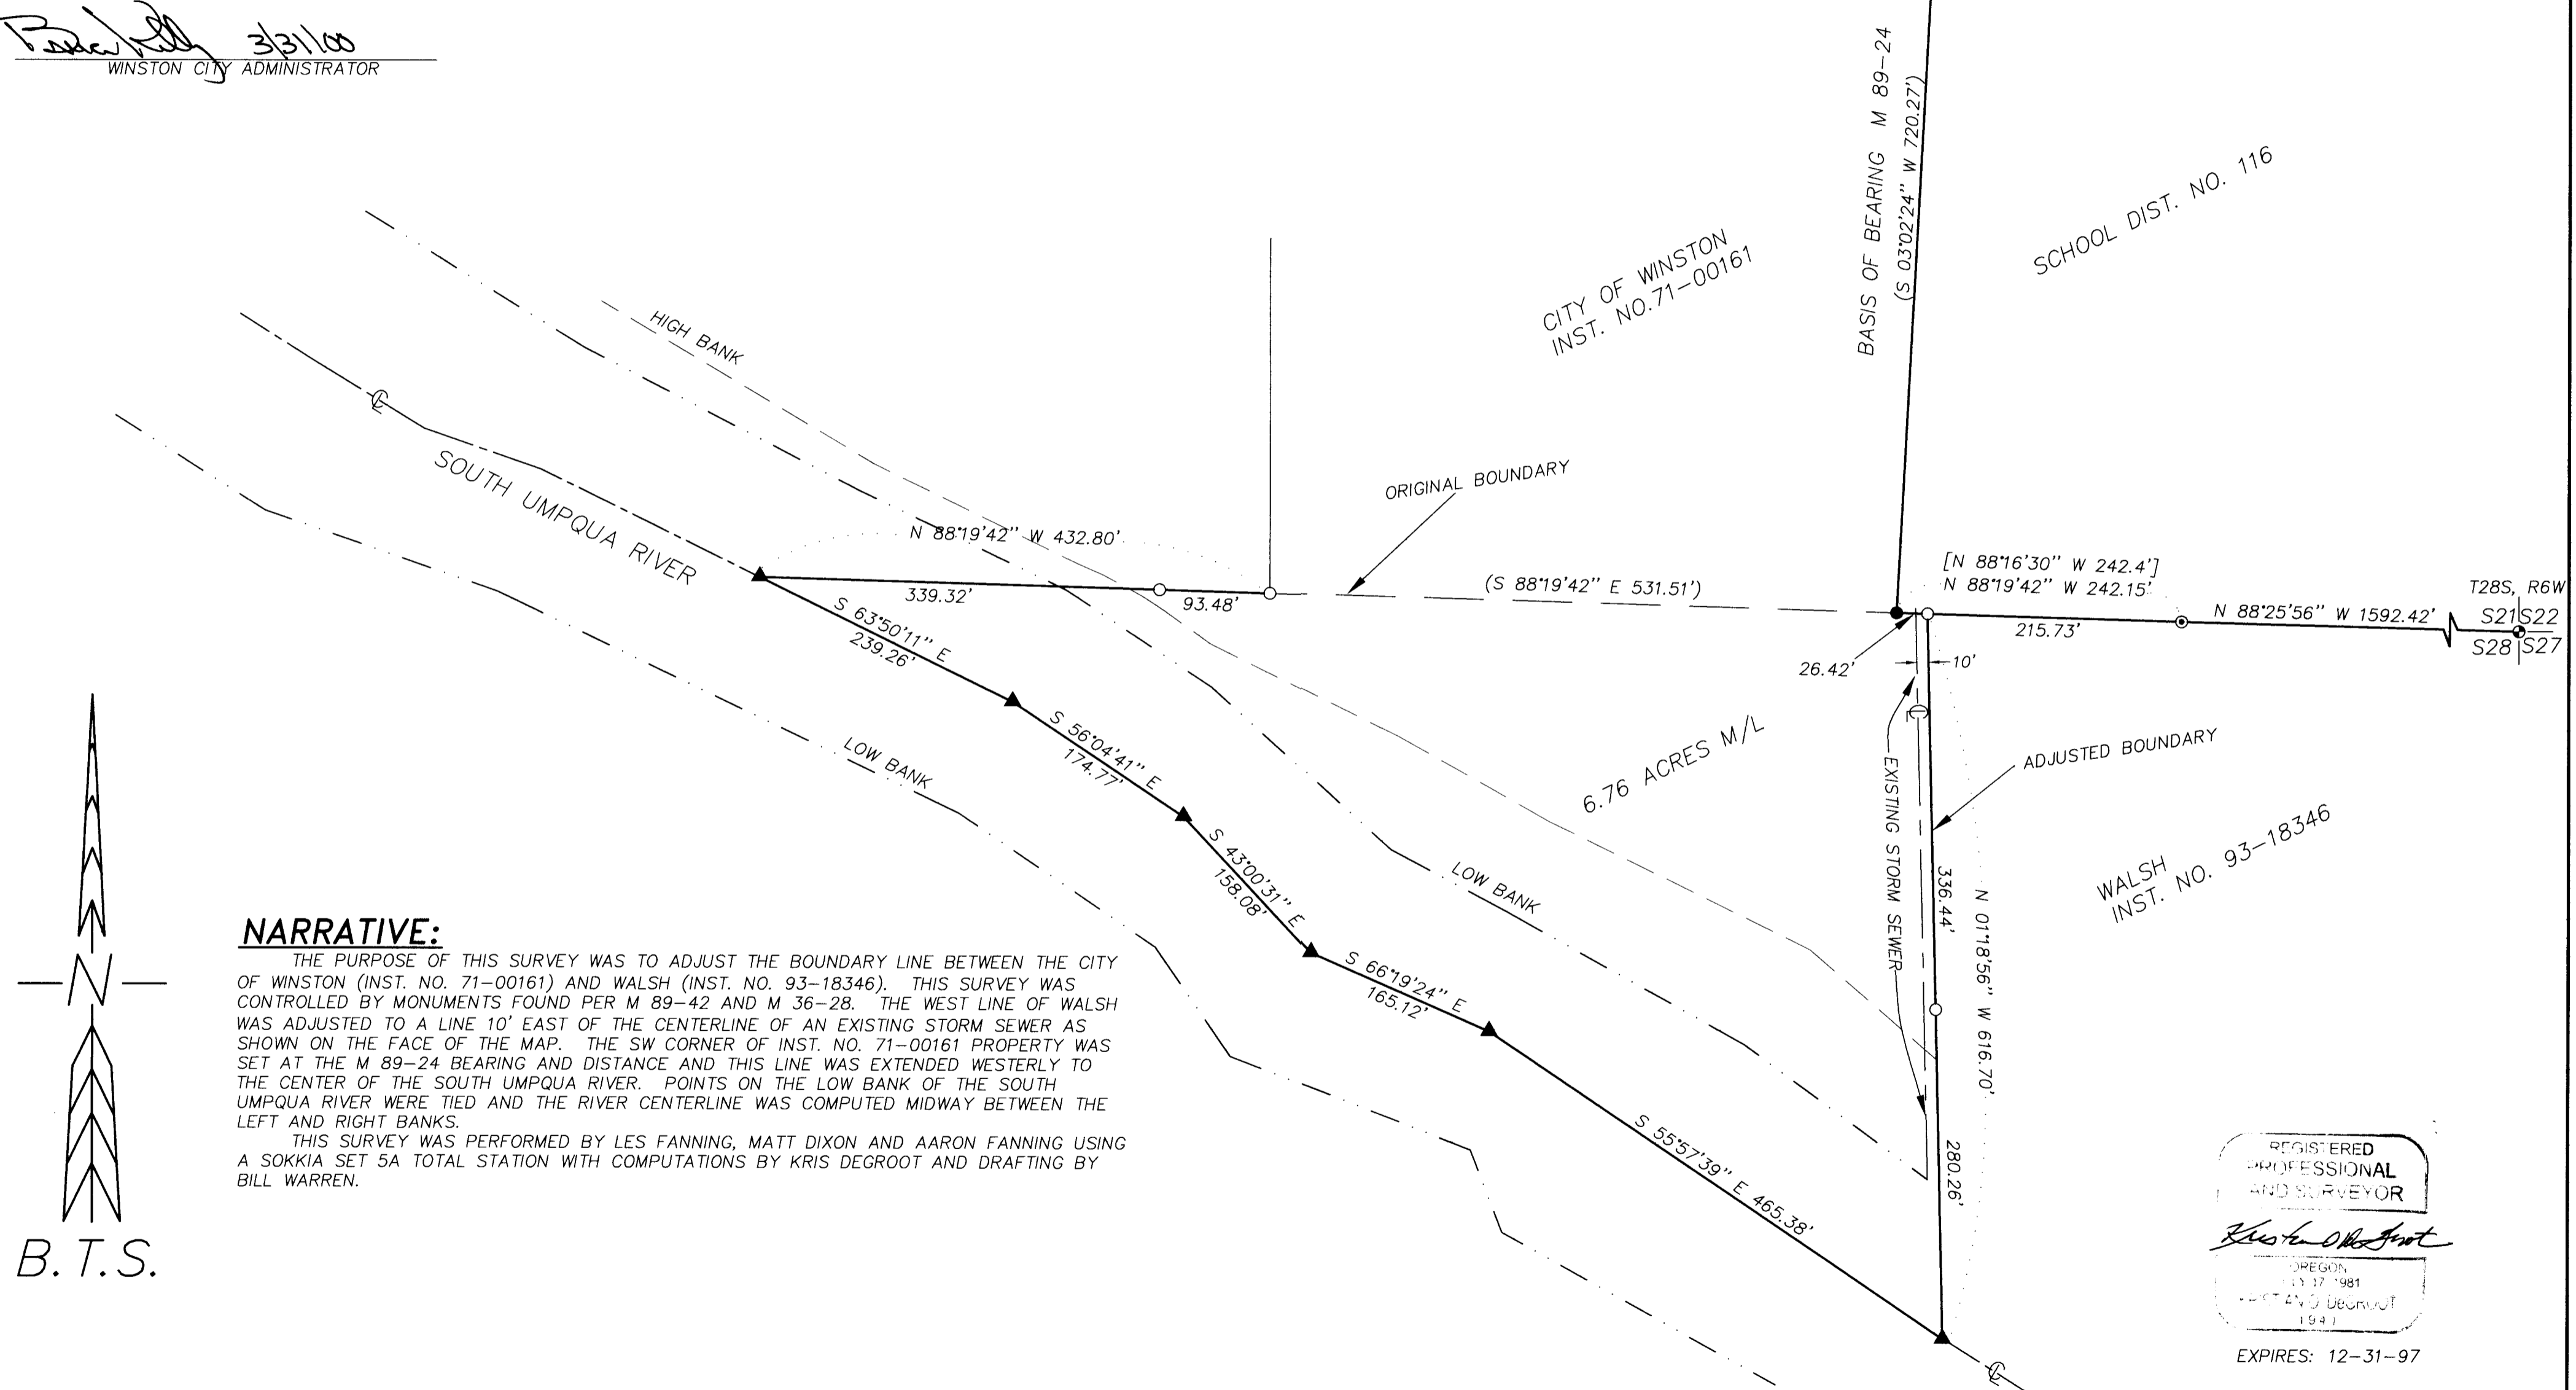 3/31/00
WINSTON CITY ADMINISTRATOR
BASIS OF BEARING M 89-24
(S 03°02'24" W 720.27')
SCHOOL DIST. NO. 116
CITY OF WINSTON
INST. NO.71-00161
HIGH BANK
SOUTH UMPQUA RIVER
ORIGINAL BOUNDARY
N 88°19'42" W 432.80'
339.32'
93.48'
(S 88°19'42" E 531.51')
[N 88°16'30" W 242.4']
N 88°19'42" W 242.15'
215.73'
N 88°25'56" W 1592.42'
T28S, R6W
S21 S22
S28 S27
26.42'
10'
S 63°50'11" E
239.26'
S 56°04'41" E
174.77'
LOW BANK
S 43°00'31" E
158.08'
S 66°19'24" E
165.12'
LOW BANK
S 55°57'39" E 465.38'
6.76 ACRES M/L
EXISTING STORM SEWER
ADJUSTED BOUNDARY
WALSH
INST. NO. 93-18346
336.44'
N 01°18'56" W 616.70'
280.26'
N
B.T.S.
NARRATIVE:
THE PURPOSE OF THIS SURVEY WAS TO ADJUST THE BOUNDARY LINE BETWEEN THE CITY
OF WINSTON (INST. NO. 71-00161) AND WALSH (INST. NO. 93-18346). THIS SURVEY WAS
CONTROLLED BY MONUMENTS FOUND PER M 89-42 AND M 36-28. THE WEST LINE OF WALSH
WAS ADJUSTED TO A LINE 10' EAST OF THE CENTERLINE OF AN EXISTING STORM SEWER AS
SHOWN ON THE FACE OF THE MAP. THE SW CORNER OF INST. NO. 71-00161 PROPERTY WAS
SET AT THE M 89-24 BEARING AND DISTANCE AND THIS LINE WAS EXTENDED WESTERLY TO
THE CENTER OF THE SOUTH UMPQUA RIVER. POINTS ON THE LOW BANK OF THE SOUTH
UMPQUA RIVER WERE TIED AND THE RIVER CENTERLINE WAS COMPUTED MIDWAY BETWEEN THE
LEFT AND RIGHT BANKS.
THIS SURVEY WAS PERFORMED BY LES FANNING, MATT DIXON AND AARON FANNING USING
A SOKKIA SET 5A TOTAL STATION WITH COMPUTATIONS BY KRIS DEGROOT AND DRAFTING BY
BILL WARREN.
REGISTERED
PROFESSIONAL
AND SURVEYOR
OREGON
17 1981
DeGROOT
1941
EXPIRES: 12-31-97